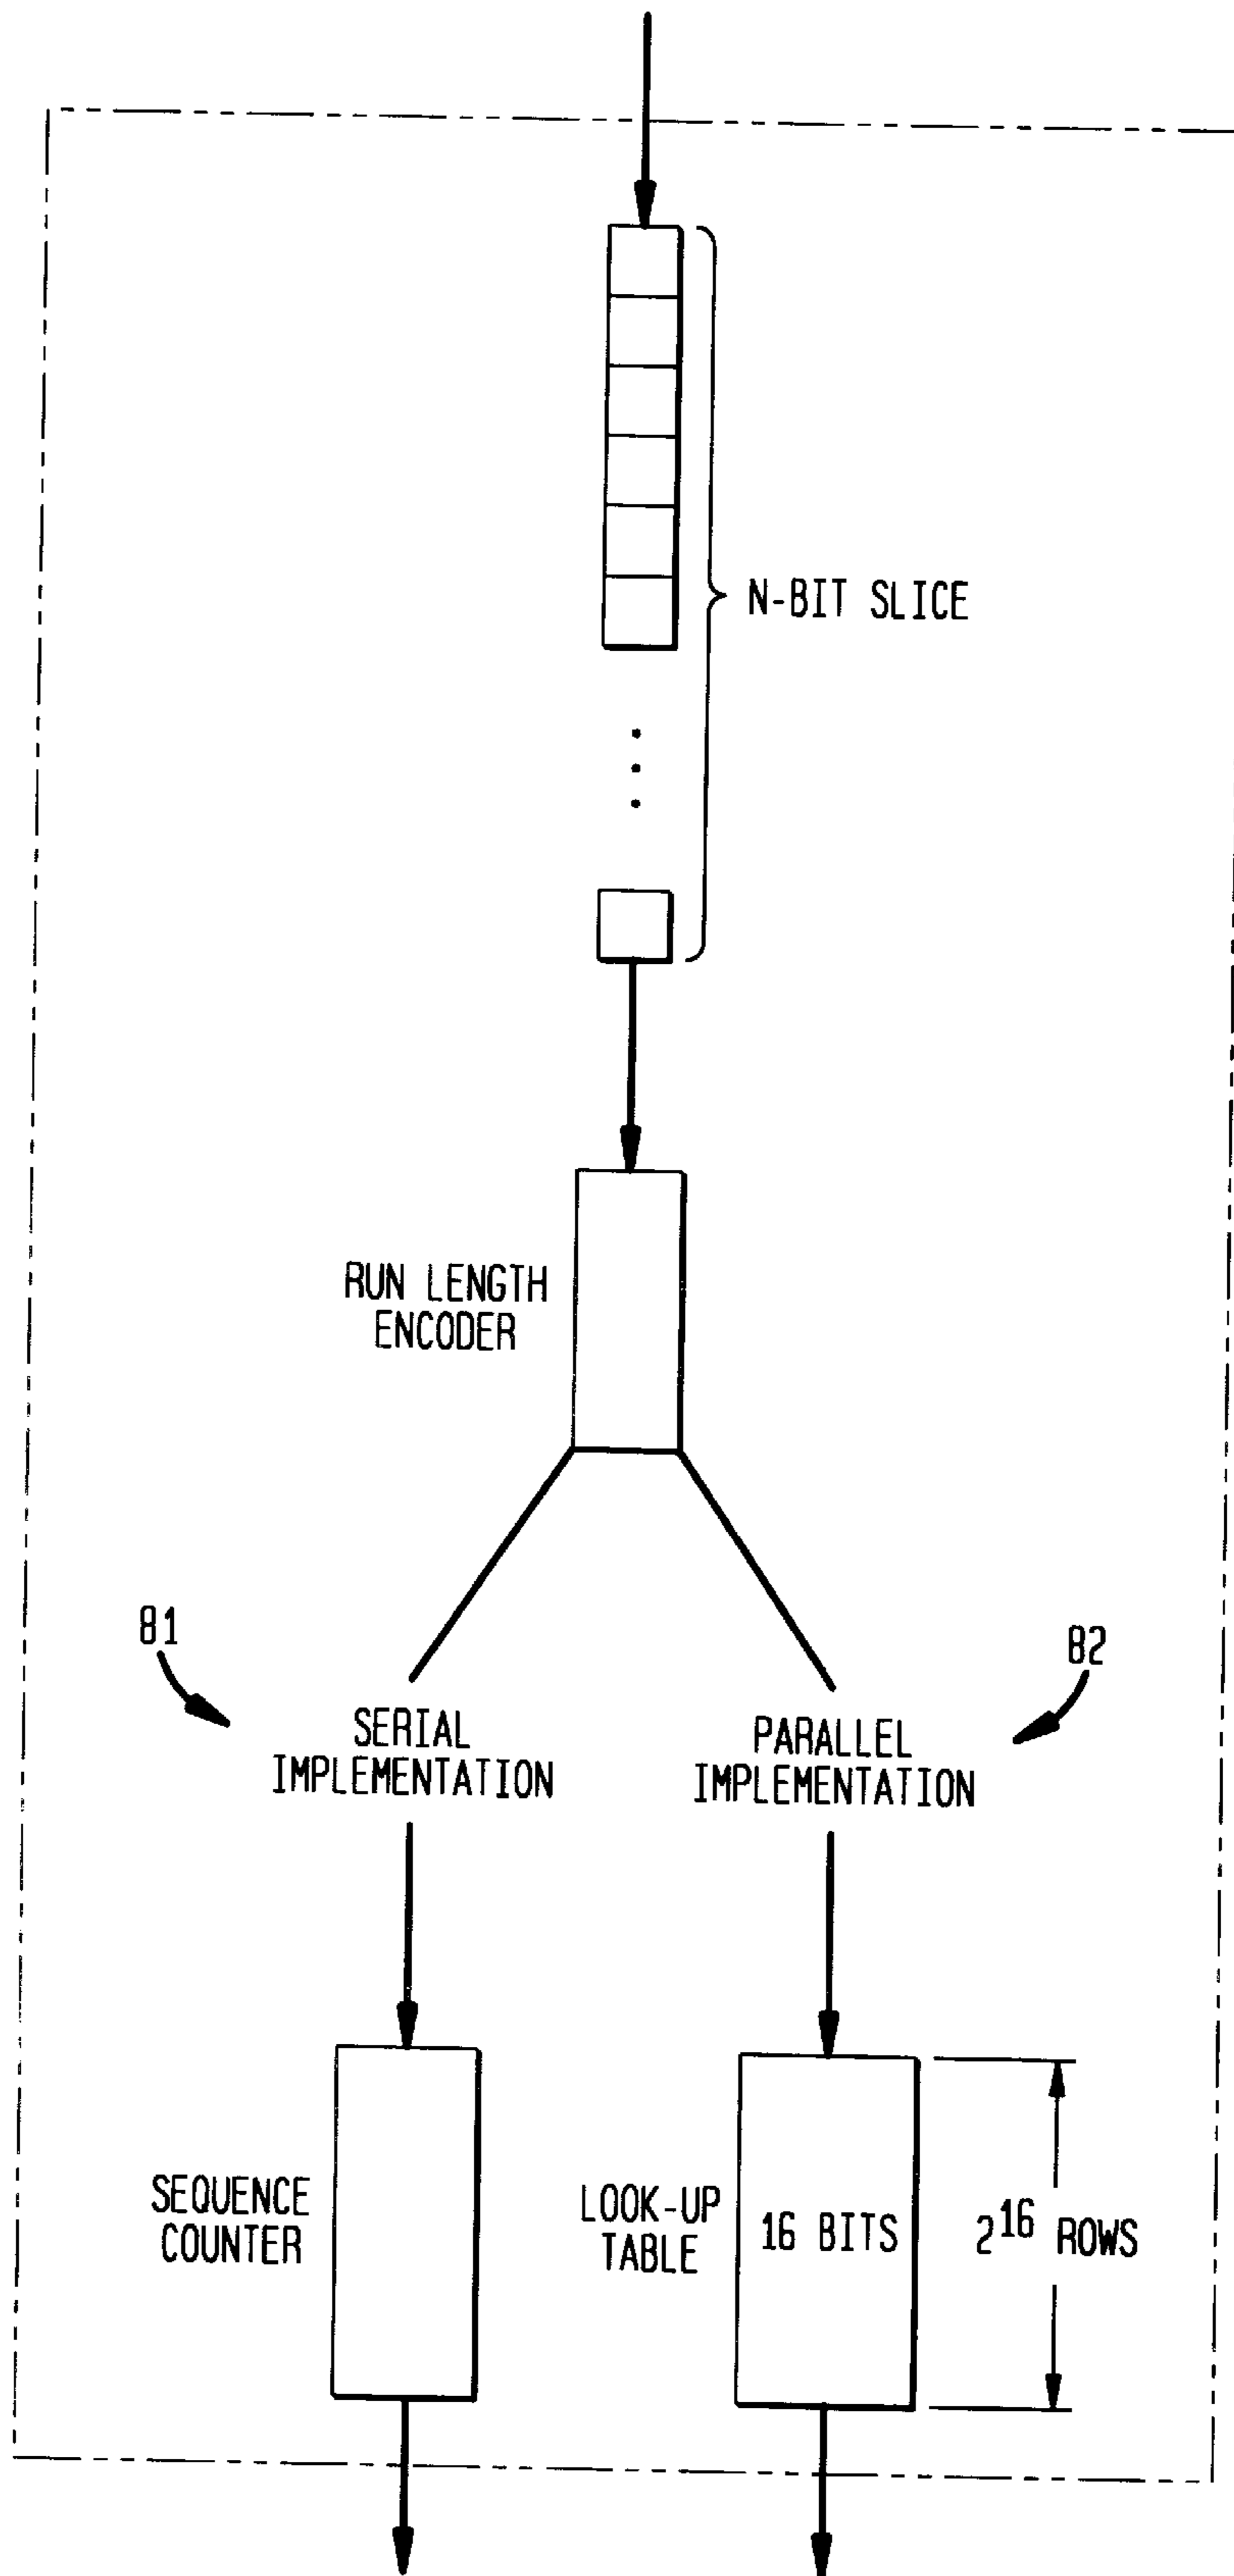 N-BIT SLICE
RUN LENGTH
ENCODER
81
82
SERIAL
IMPLEMENTATION
PARALLEL
IMPLEMENTATION
SEQUENCE
COUNTER
LOOK-UP
TABLE
16 BITS
2^16 ROWS